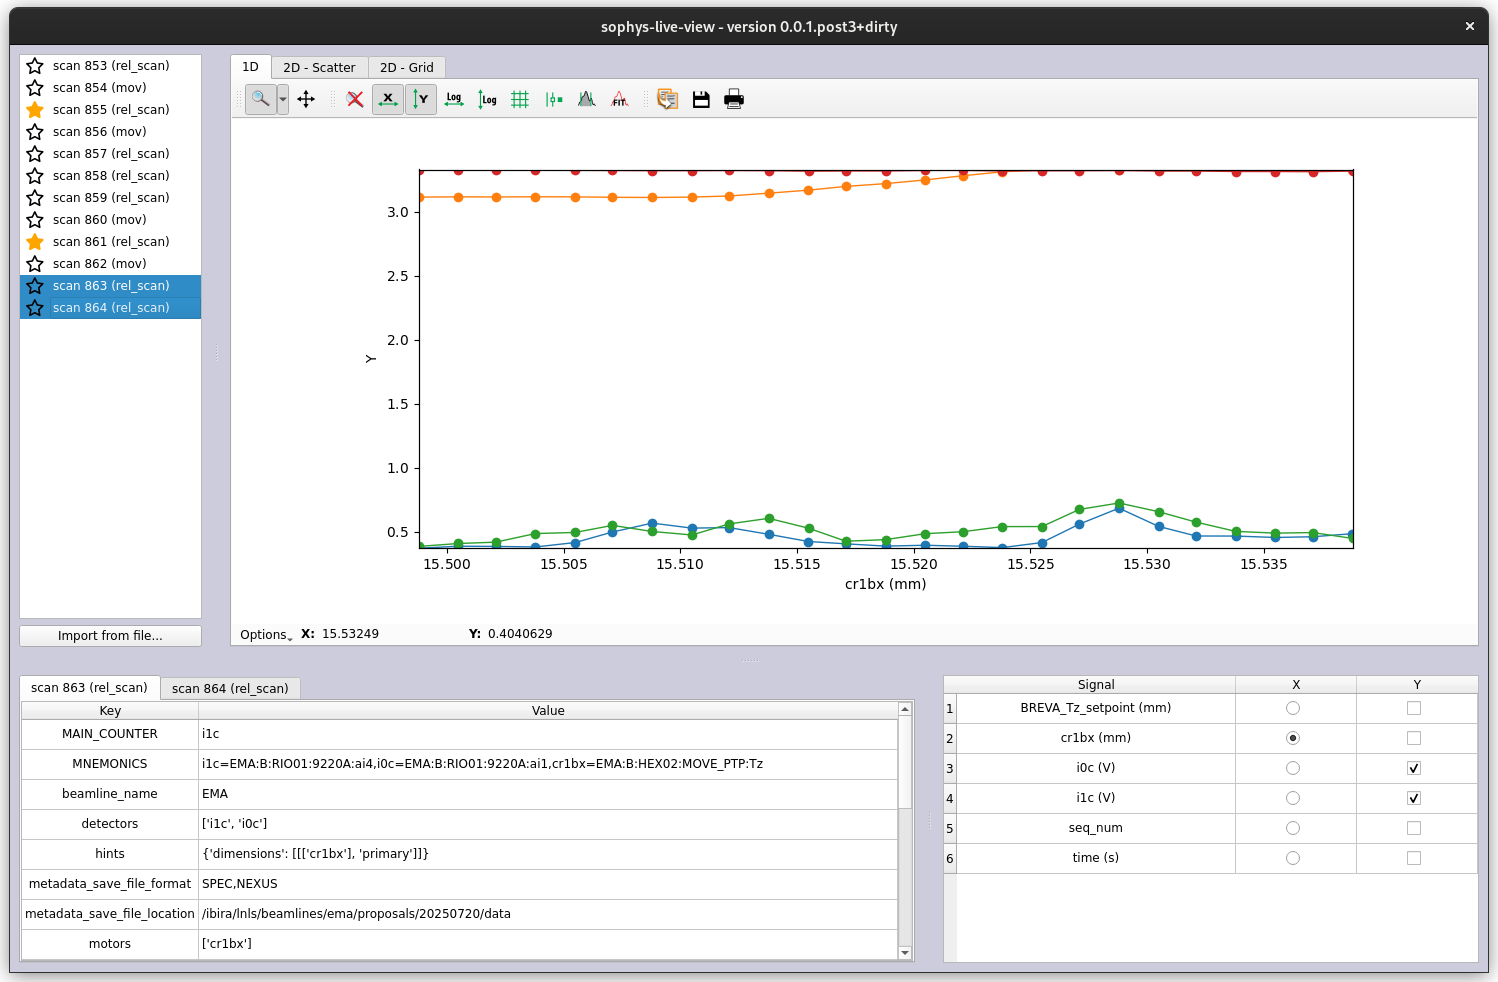 sophys-live-view - version 0.0.1.post3+dirty
scan 853 (rel_scan)
scan 854 (mov)
scan 855 (rel_scan)
scan 856 (mov)
scan 857 (rel_scan)
scan 858 (rel_scan)
scan 859 (rel_scan)
scan 860 (mov)
scan 861 (rel_scan)
scan 862 (mov)
scan 863 (rel_scan)
scan 864 (rel_scan)
Import from file...
1D 2D - Scatter 2D - Grid
X Y Log Log FIT
3.0
2.5
2.0
1.5
1.0
0.5
Y
15.500 15.505 15.510 15.515 15.520 15.525 15.530 15.535
cr1bx (mm)
Options X: 15.53249 Y: 0.4040629
scan 863 (rel_scan) scan 864 (rel_scan)
Key Value
MAIN_COUNTER i1c
MNEMONICS i1c=EMA:B:RIO01:9220A:ai4,i0c=EMA:B:RIO01:9220A:ai1,cr1bx=EMA:B:HEX02:MOVE_PTP:Tz
beamline_name EMA
detectors ['i1c', 'i0c']
hints {'dimensions': [[['cr1bx'], 'primary']]}
metadata_save_file_format SPEC,NEXUS
metadata_save_file_location /ibira/lnls/beamlines/ema/proposals/20250720/data
motors ['cr1bx']
Signal X Y
1 BREVA_Tz_setpoint (mm)
2 cr1bx (mm)
3 i0c (V)
4 i1c (V)
5 seq_num
6 time (s)